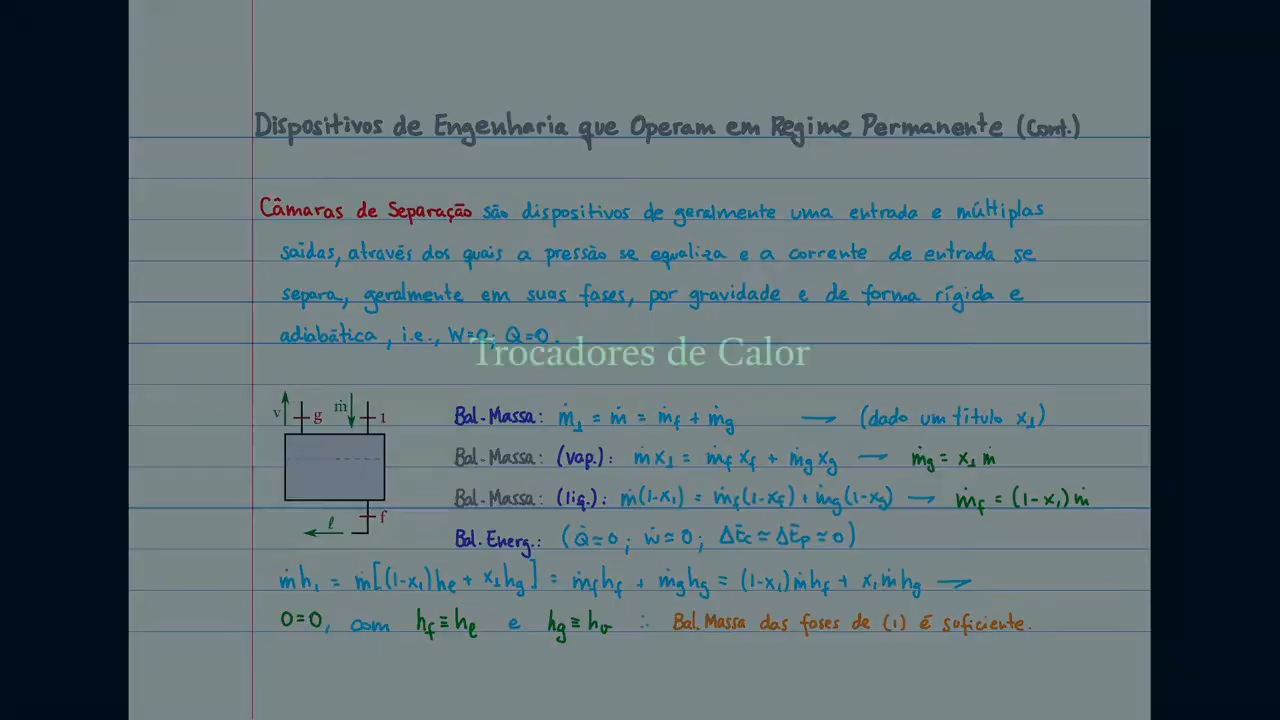 Dispositivos de Engenharia que Operam em Regime Permanente (Cont.)
Câmaras de Separação são dispositivos de geralmente uma entrada e múltiplas
saídas, através dos quais a pressão se equaliza e a corrente de entrada se
separa, geralmente em suas fases, por gravidade e de forma rígida e
adiabática, i.e., W=0; Q=0.
Trocadores de Calor
v g ṁ 1
Bal.Massa: ṁ₁ = ṁ = ṁf + ṁg → (dado um título x₁)
Bal.Massa: (vap.): ṁx₁ = ṁf xf + ṁg xg → ṁg = x₁ ṁ
Bal.Massa: (liq.): ṁ(1-x₁) = ṁf(1-xf) + ṁg(1-xg) → ṁf = (1-x₁) ṁ
ℓ f
Bal. Energ.: (Q̇≈0; Ẇ≈0; ΔĒc≈ΔĒp≈0)
ṁh₁ = ṁ[(1-x₁)hℓ + x₁hg] = ṁf hf + ṁg hg = (1-x₁)ṁhf + x₁ṁhg →
0=0, com hf≡hℓ e hg≡hv ∴ Bal.Massa das fases de (1) é suficiente.